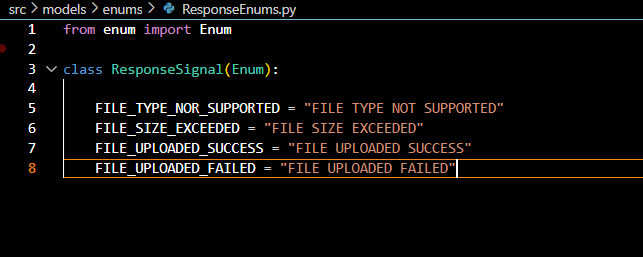 src > models > enums > ResponseEnums.py
1 from enum import Enum
2
3 class ResponseSignal(Enum):
4
5 FILE_TYPE_NOR_SUPPORTED = "FILE TYPE NOT SUPPORTED"
6 FILE_SIZE_EXCEEDED = "FILE SIZE EXCEEDED"
7 FILE_UPLOADED_SUCCESS = "FILE UPLOADED SUCCESS"
8 FILE_UPLOADED_FAILED = "FILE UPLOADED FAILED"